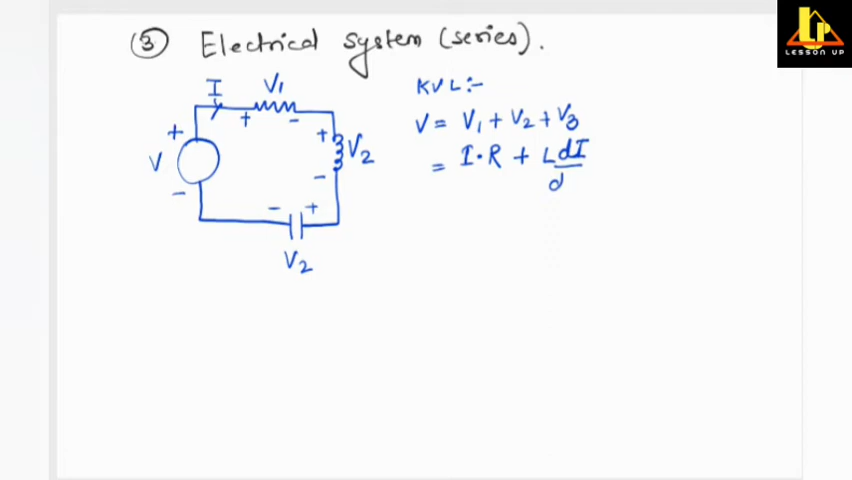 (3) Electrical system (series).
LESSON UP
I
V1
KVL:-
+ -
V = V1 + V2 + V3
+
+
V
V2
= I·R + L dI/d
-
-
- +
V2